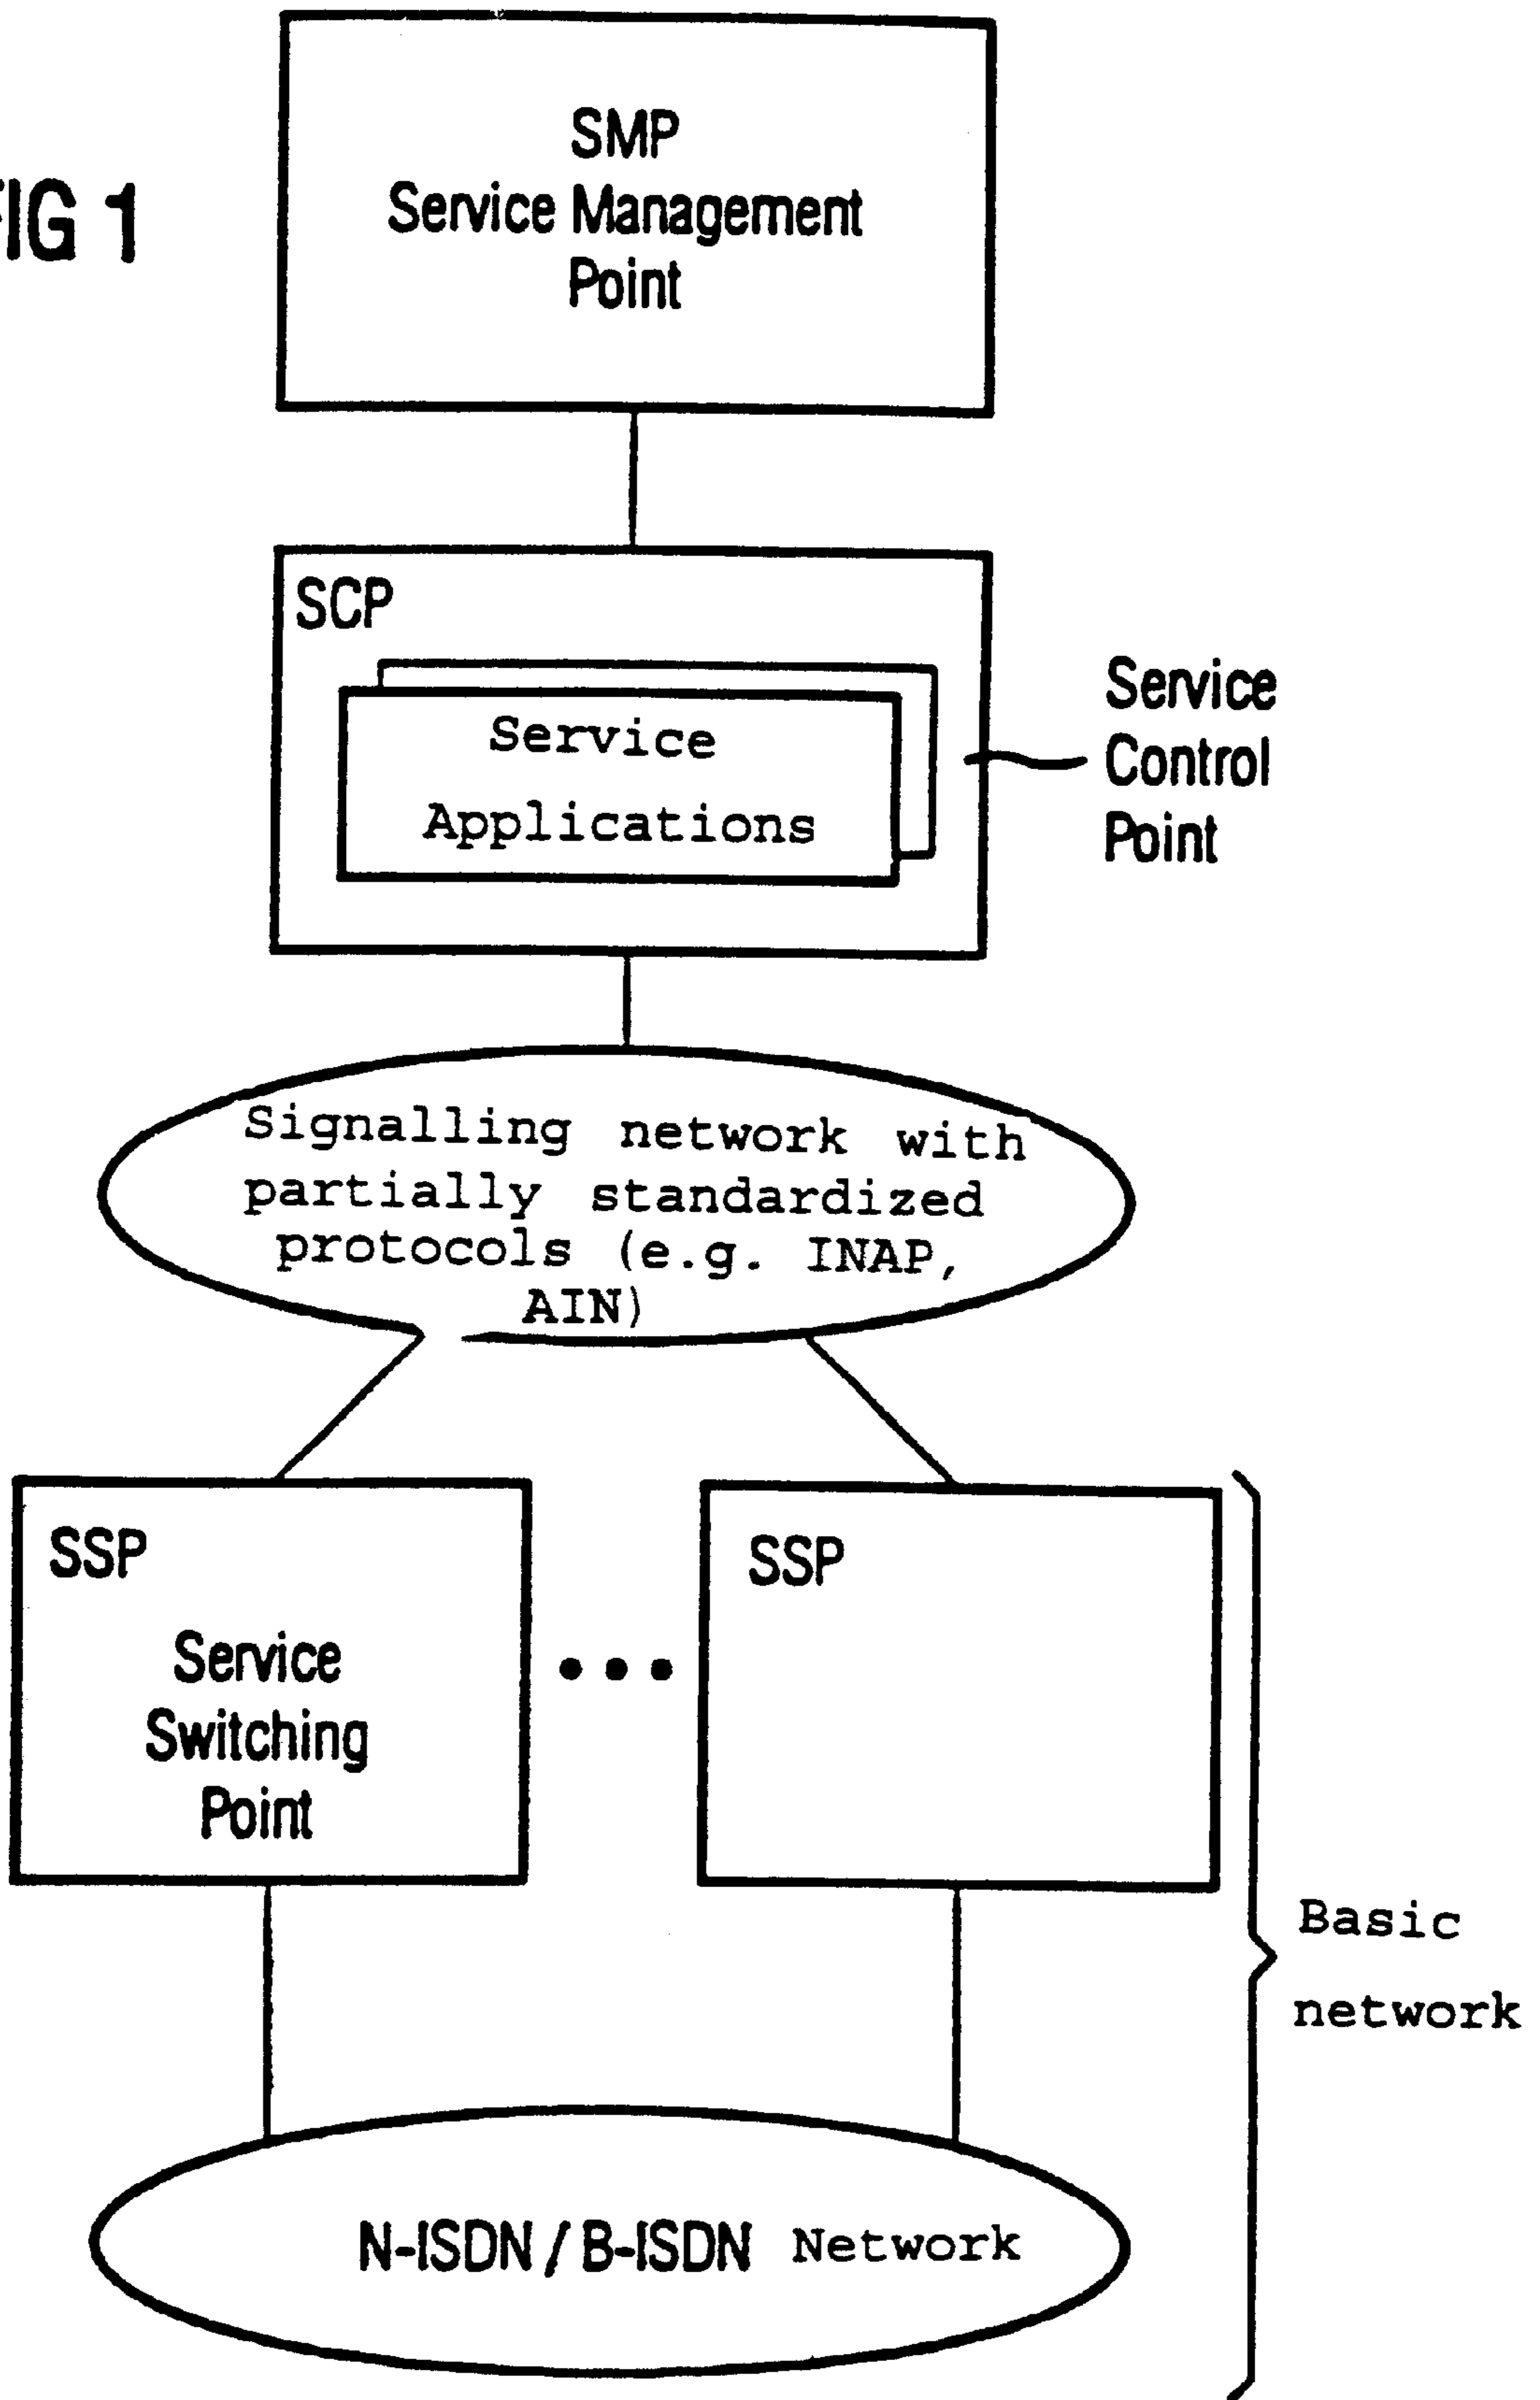 FIG 1
SMP
Service Management
Point
SCP
Service
Applications
Service
Control
Point
Signalling network with
partially standardized
protocols (e.g. INAP,
AIN)
SSP
Service
Switching
Point
SSP
Basic
network
N-ISDN / B-ISDN Network